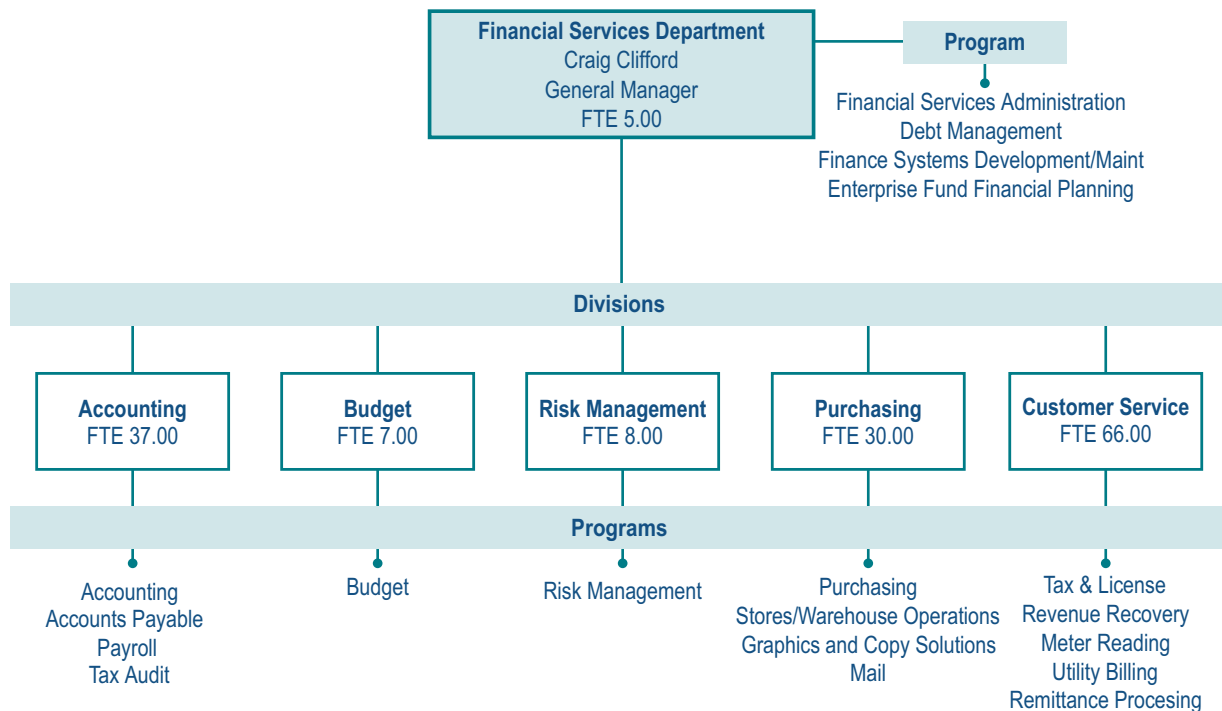 Financial Services Department
Craig Clifford
General Manager
FTE 5.00
Program
Financial Services Administration
Debt Management
Finance Systems Development/Maint
Enterprise Fund Financial Planning
Divisions
Accounting
FTE 37.00
Budget
FTE 7.00
Risk Management
FTE 8.00
Purchasing
FTE 30.00
Customer Service
FTE 66.00
Programs
Accounting
Accounts Payable
Payroll
Tax Audit
Budget
Risk Management
Purchasing
Stores/Warehouse Operations
Graphics and Copy Solutions
Mail
Tax & License
Revenue Recovery
Meter Reading
Utility Billing
Remittance Procesing